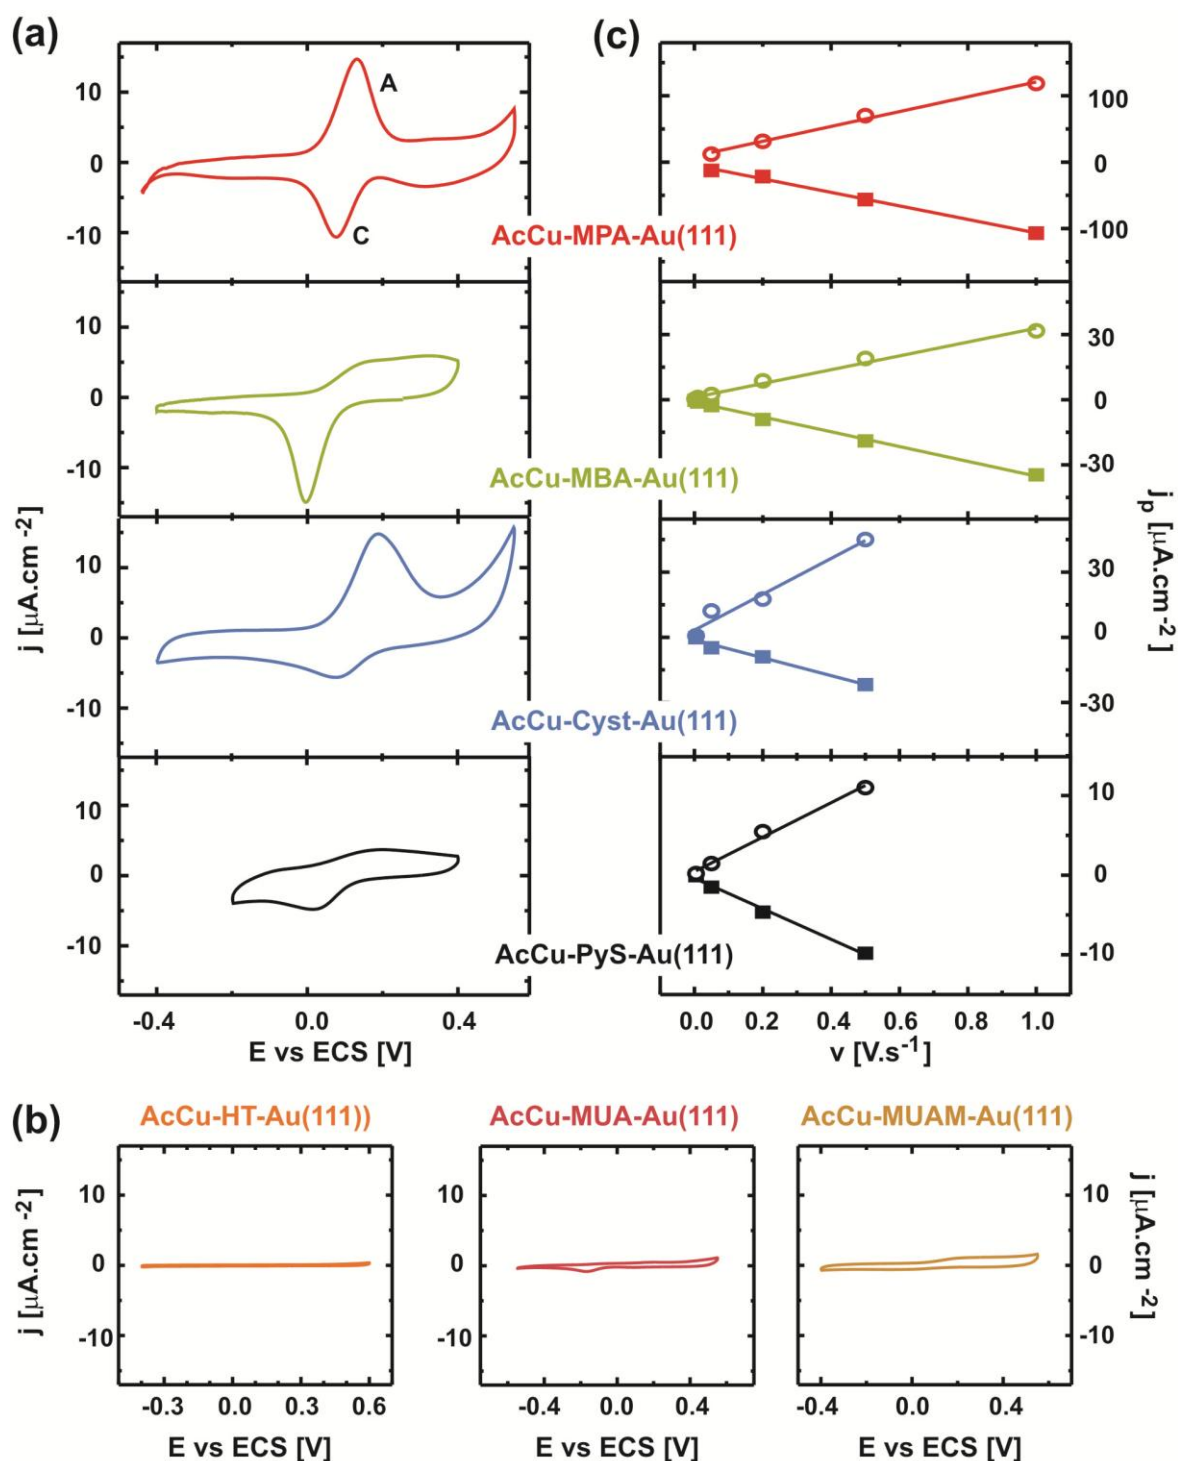 (a)
(c)
10
0
-10
A
C
100
0
-100
AcCu-MPA-Au(111)
10
0
-10
30
0
-30
AcCu-MBA-Au(111)
10
0
-10
30
0
-30
AcCu-Cyst-Au(111)
10
0
-10
10
0
-10
AcCu-PyS-Au(111)
j [μA.cm -2]
jp [μA.cm-2]
-0.4 0.0 0.4
E vs ECS [V]
0.0 0.2 0.4 0.6 0.8 1.0
v [V.s-1]
(b)
AcCu-HT-Au(111))
AcCu-MUA-Au(111)
AcCu-MUAM-Au(111)
j [μA.cm -2]
10
0
-10
-0.3 0.0 0.3 0.6
E vs ECS [V]
10
0
-10
-0.4 0.0 0.4
E vs ECS [V]
10
0
-10
j [μA.cm -2]
-0.4 0.0 0.4
E vs ECS [V]